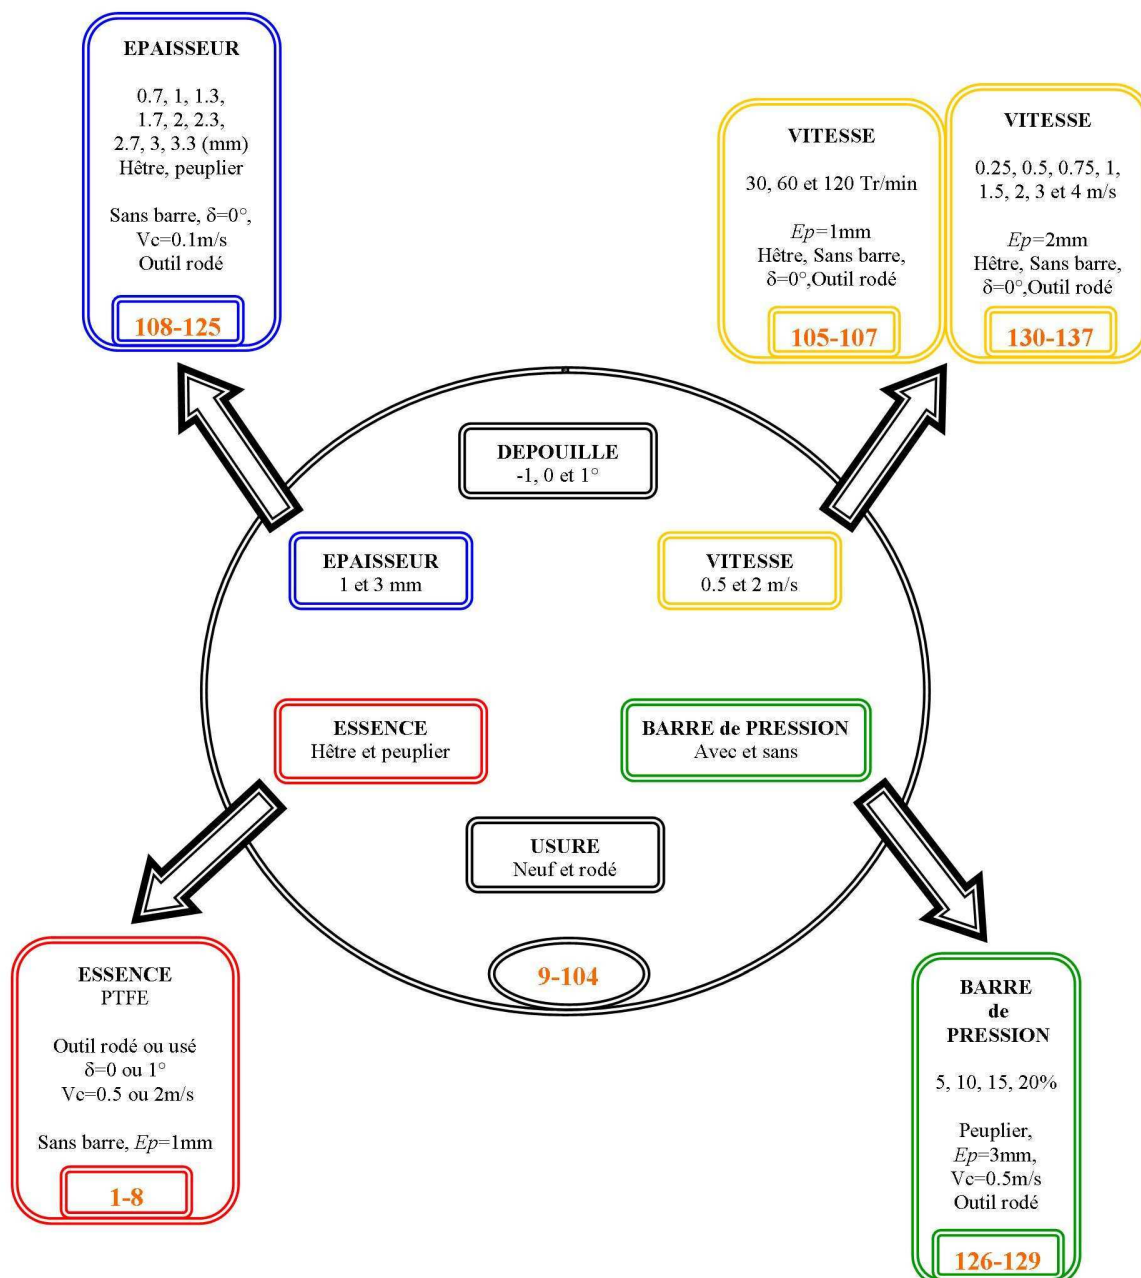 EPAISSEUR
0.7, 1, 1.3,
1.7, 2, 2.3,
2.7, 3, 3.3 (mm)
Hêtre, peuplier
Sans barre, δ=0°,
Vc=0.1m/s
Outil rodé
108-125
VITESSE
30, 60 et 120 Tr/min
Ep=1mm
Hêtre, Sans barre,
δ=0°,Outil rodé
105-107
VITESSE
0.25, 0.5, 0.75, 1,
1.5, 2, 3 et 4 m/s
Ep=2mm
Hêtre, Sans barre,
δ=0°,Outil rodé
130-137
DEPOUILLE
-1, 0 et 1°
EPAISSEUR
1 et 3 mm
VITESSE
0.5 et 2 m/s
ESSENCE
Hêtre et peuplier
BARRE de PRESSION
Avec et sans
USURE
Neuf et rodé
9-104
ESSENCE
PTFE
Outil rodé ou usé
δ=0 ou 1°
Vc=0.5 ou 2m/s
Sans barre, Ep=1mm
1-8
BARRE
de
PRESSION
5, 10, 15, 20%
Peuplier,
Ep=3mm,
Vc=0.5m/s
Outil rodé
126-129